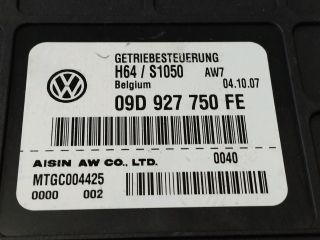 GETRIEBESTEUERUNG
H64 / S1050 AW7
Belgium 04.10.07
09D 927 750 FE
AISIN AW CO., LTD. 0040
MTGC004425
0000 002